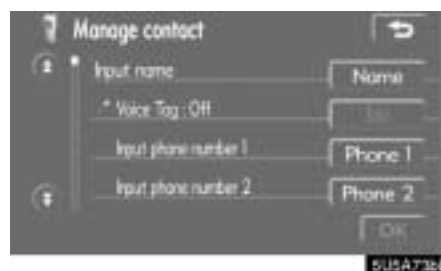 Manage contact
Input name Name
* Voice Tag : Off Set
Input phone number 1 Phone 1
Input phone number 2 Phone 2
OK